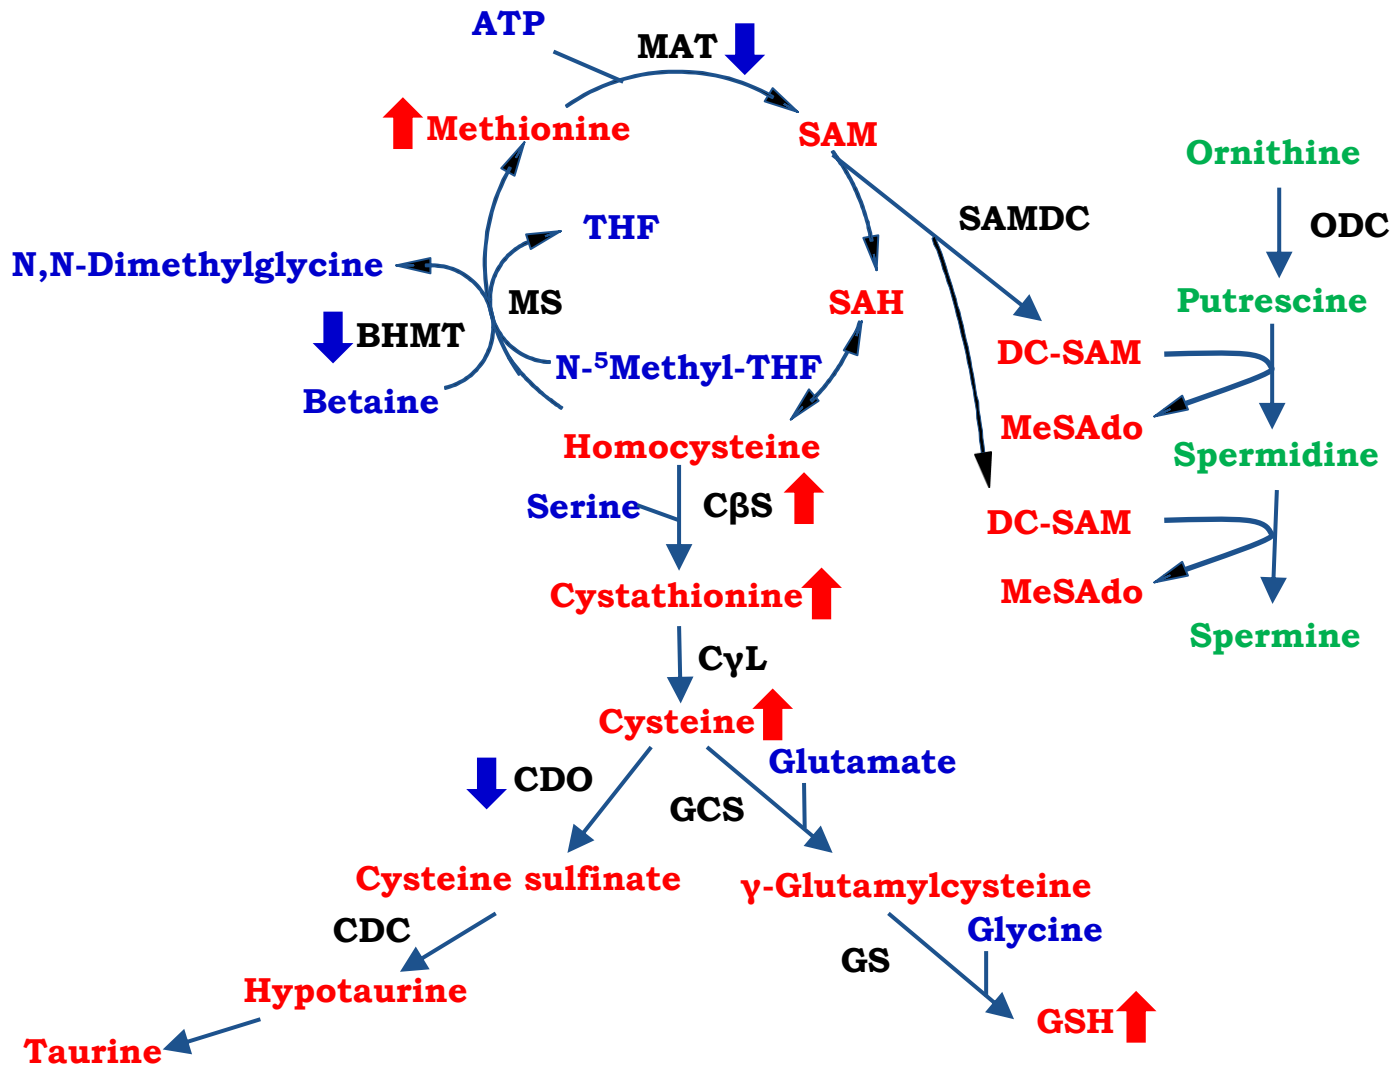 ATP
MAT
Methionine
SAM
Ornithine
THF
SAMDC
ODC
N,N-Dimethylglycine
MS
SAH
Putrescine
BHMT
N-⁵Methyl-THF
DC-SAM
Betaine
MeSAdo
Homocysteine
Spermidine
Serine
CβS
DC-SAM
Cystathionine
MeSAdo
Spermine
CγL
Cysteine
Glutamate
CDO
GCS
Cysteine sulfinate
γ-Glutamylcysteine
CDC
Glycine
GS
Hypotaurine
GSH
Taurine